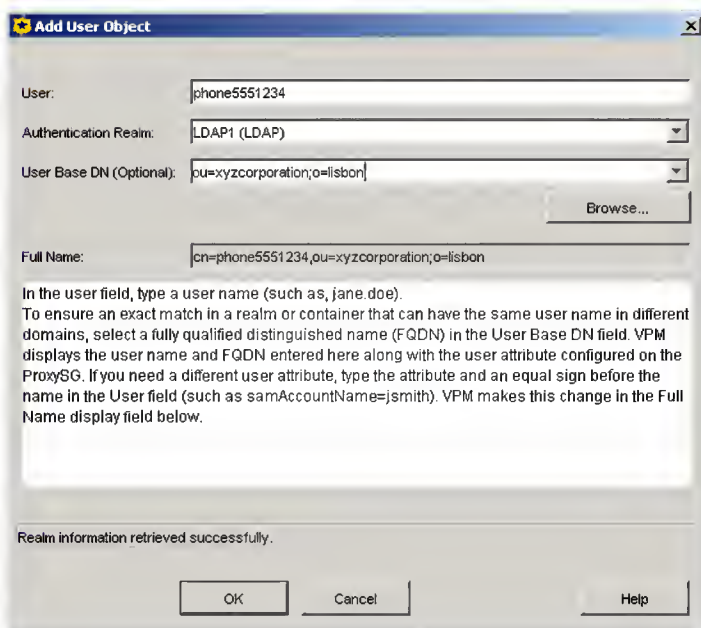 Add User Object
User: phone5551234
Authentication Realm: LDAP1 (LDAP)
User Base DN (Optional): ou=xyzcorporation;o=lisbon
Browse...
Full Name: cn=phone5551234,ou=xyzcorporation;o=lisbon
In the user field, type a user name (such as, jane.doe).
To ensure an exact match in a realm or container that can have the same user name in different
domains, select a fully qualified distinguished name (FQDN) in the User Base DN field. VPM
displays the user name and FQDN entered here along with the user attribute configured on the
ProxySG. If you need a different user attribute, type the attribute and an equal sign before the
name in the User field (such as samAccountName=jsmith). VPM makes this change in the Full
Name display field below.
Realm information retrieved successfully.
OK Cancel Help